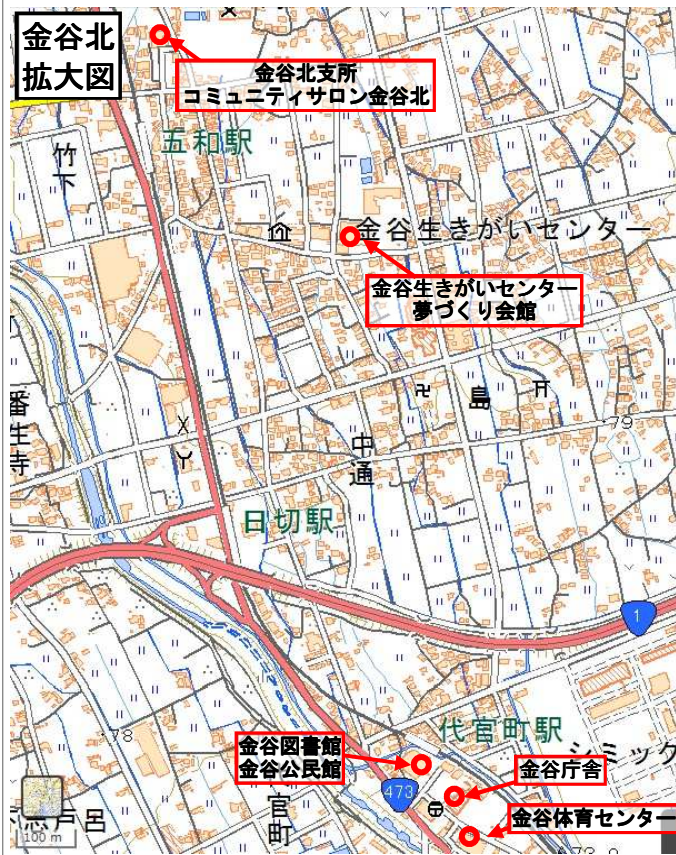 金谷北
拡大図
金谷北支所
コミュニティサロン金谷北
五和駅
竹下
金谷生きがいセンター
金谷生きがいセンター
夢づくり会館
島
79
番生寺
中通
日切駅
1
代官町駅
シミック
金谷図書館
金谷公民館
金谷庁舎
473
官町
金谷体育センター
78
志戸呂
100 m